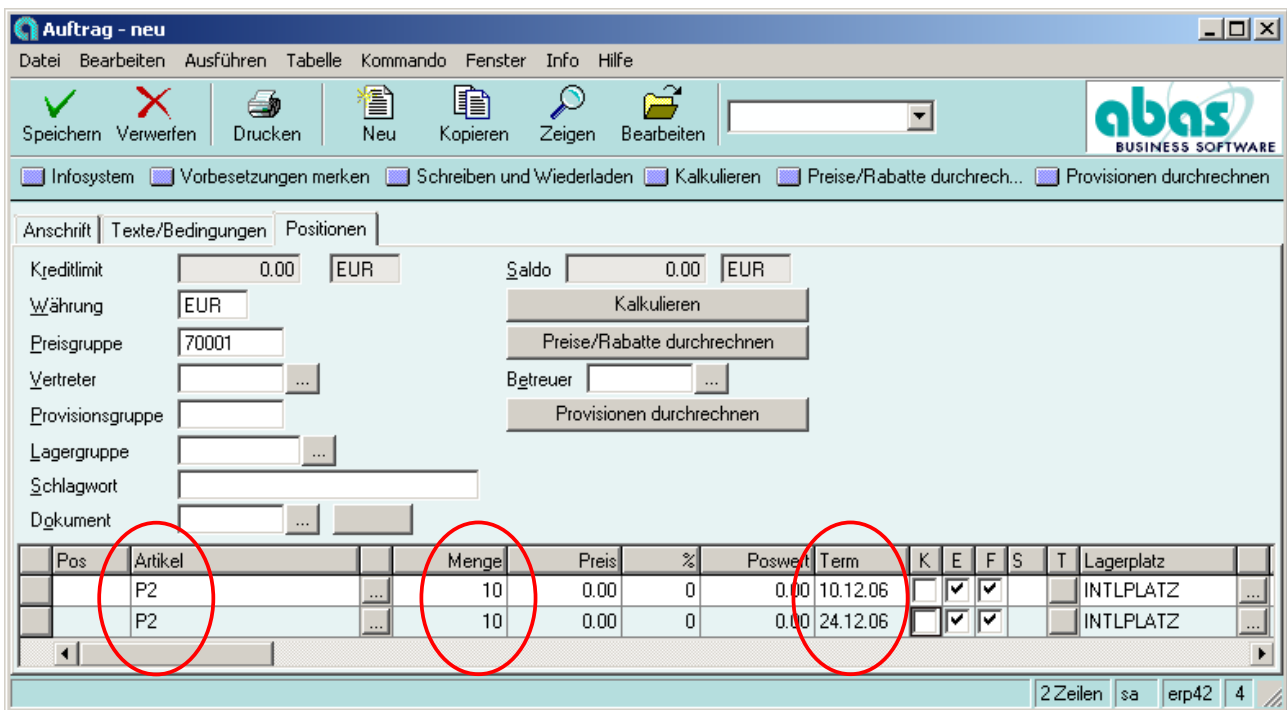 Auftrag - neu
Datei Bearbeiten Ausführen Tabelle Kommando Fenster Info Hilfe
Speichern Verwerfen Drucken Neu Kopieren Zeigen Bearbeiten
abas
BUSINESS SOFTWARE
Infosystem Vorbesetzungen merken Schreiben und Wiederladen Kalkulieren Preise/Rabatte durchrech... Provisionen durchrechnen
Anschrift Texte/Bedingungen Positionen
Kreditlimit 0.00 EUR Saldo 0.00 EUR
Währung EUR Kalkulieren
Preisgruppe 70001 Preise/Rabatte durchrechnen
Vertreter ... Betreuer ...
Provisionsgruppe Provisionen durchrechnen
Lagergruppe ...
Schlagwort
Dokument ...
Pos Artikel Menge Preis % Poswert Term K E F S T Lagerplatz
P2 ... 10 0.00 0 0.00 10.12.06 INTLPLATZ ...
P2 ... 10 0.00 0 0.00 24.12.06 INTLPLATZ ...
2 Zeilen sa erp42 4